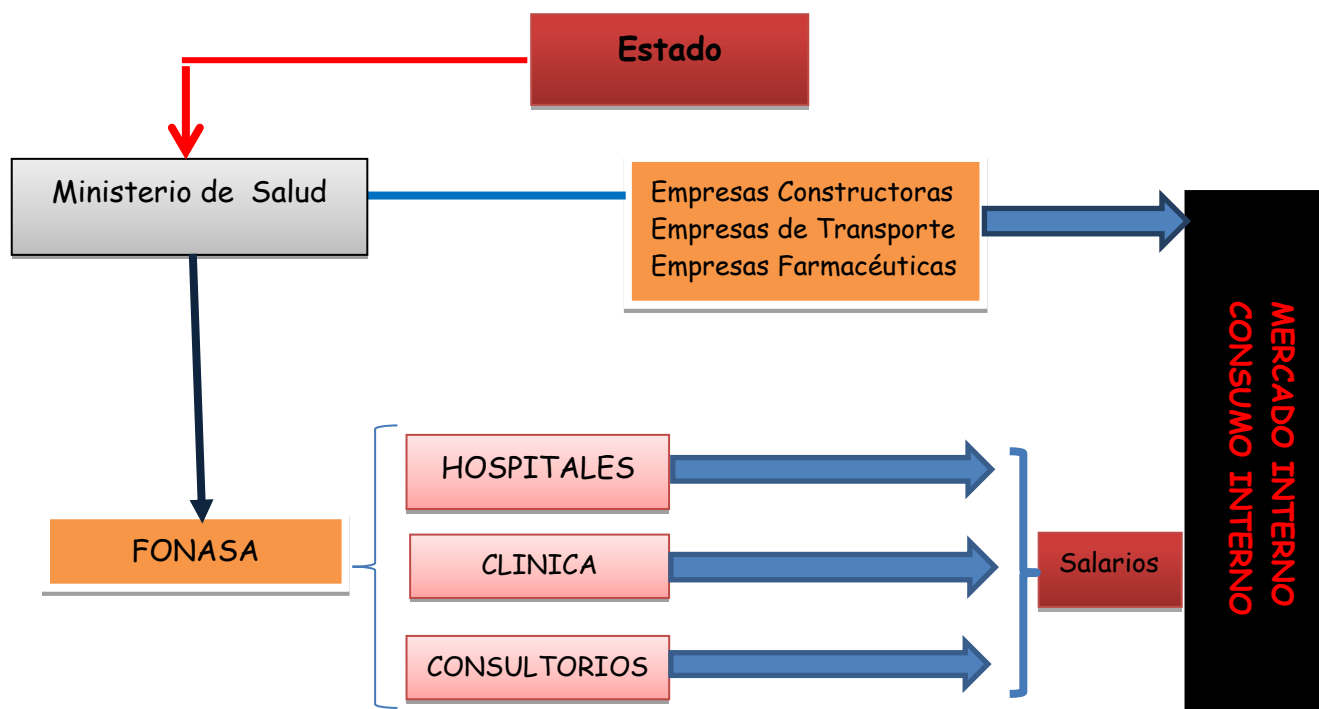 Estado
Ministerio de Salud
Empresas Constructoras
Empresas de Transporte
Empresas Farmacéuticas
MERCADO INTERNO
CONSUMO INTERNO
HOSPITALES
FONASA
CLINICA
Salarios
CONSULTORIOS